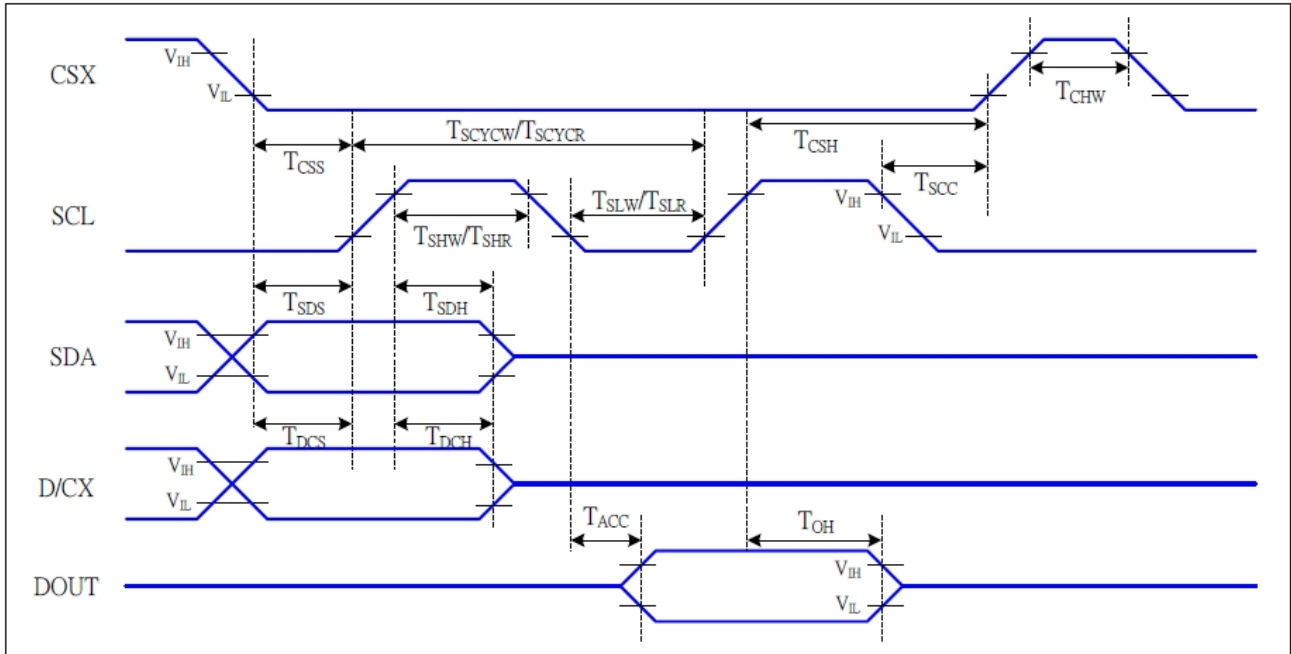 CSX
VIH
VIL
TCHW
TSCYCW/TSCYCR
TCSS
TCSH
TSCC
SCL
TSHW/TSHR
TSLW/TSLR
VIH
VIL
TSDS
TSDH
SDA
VIH
VIL
TDCS
TDCH
D/CX
VIH
VIL
TACC
TOH
DOUT
VIH
VIL